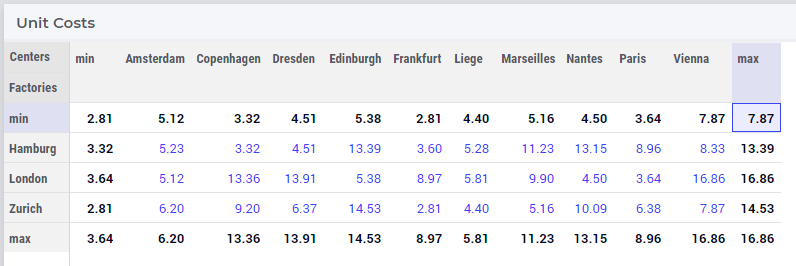 Unit Costs
Centers min Amsterdam Copenhagen Dresden Edinburgh Frankfurt Liege Marseilles Nantes Paris Vienna max
Factories
min 2.81 5.12 3.32 4.51 5.38 2.81 4.40 5.16 4.50 3.64 7.87 7.87
Hamburg 3.32 5.23 3.32 4.51 13.39 3.60 5.28 11.23 13.15 8.96 8.33 13.39
London 3.64 5.12 13.36 13.91 5.38 8.97 5.81 9.90 4.50 3.64 16.86 16.86
Zurich 2.81 6.20 9.20 6.37 14.53 2.81 4.40 5.16 10.09 6.38 7.87 14.53
max 3.64 6.20 13.36 13.91 14.53 8.97 5.81 11.23 13.15 8.96 16.86 16.86